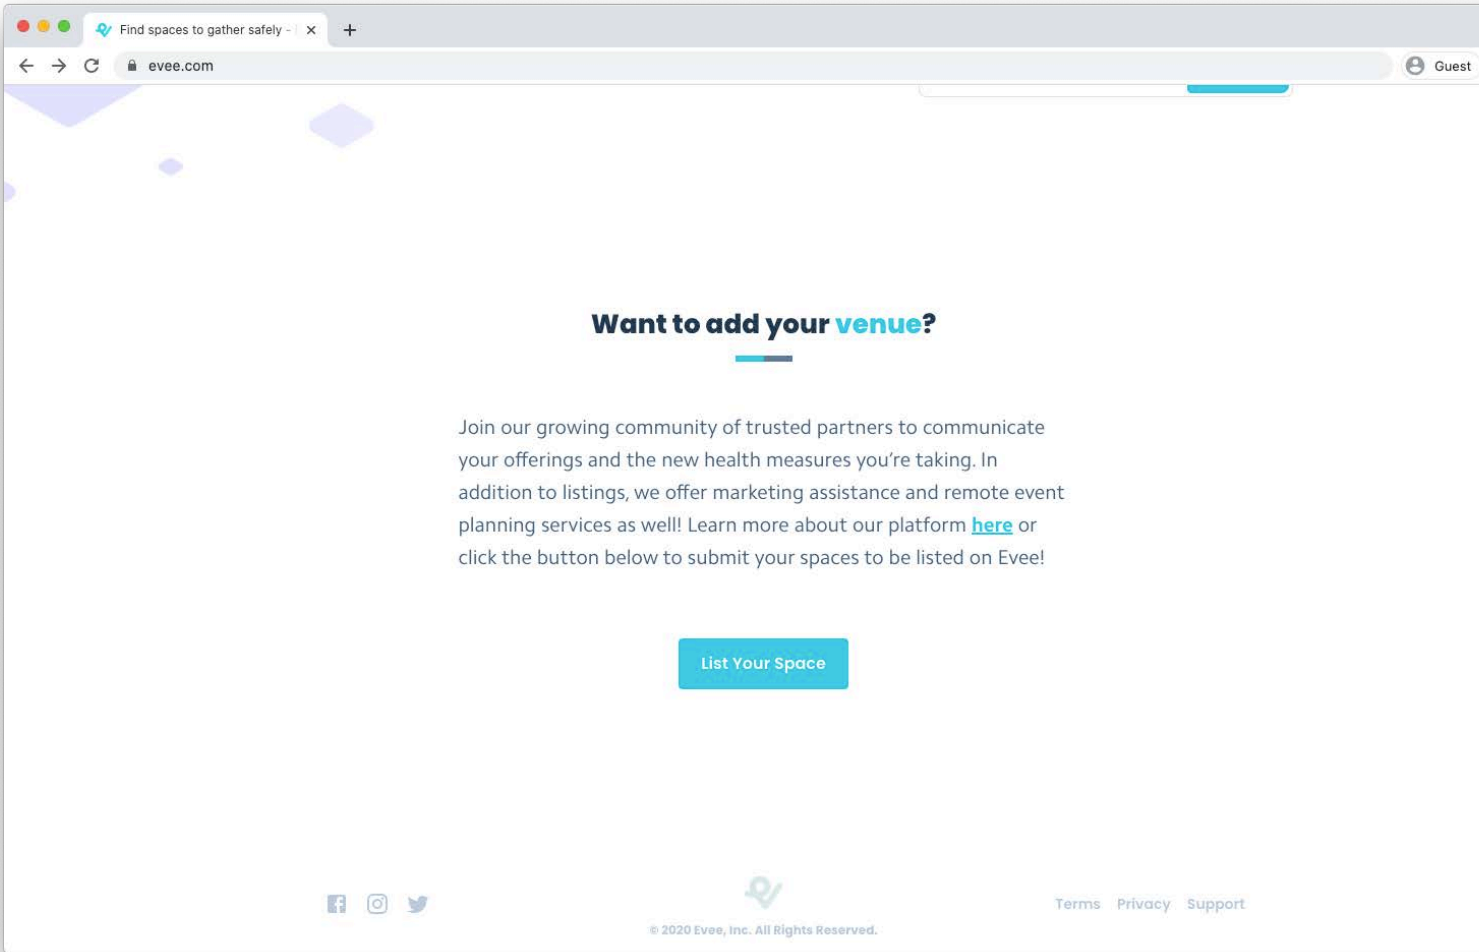 Find spaces to gather safely -
evee.com
Guest
Want to add your venue?
Join our growing community of trusted partners to communicate
your offerings and the new health measures you're taking. In
addition to listings, we offer marketing assistance and remote event
planning services as well! Learn more about our platform here or
click the button below to submit your spaces to be listed on Evee!
List Your Space
Terms Privacy Support
© 2020 Evee, Inc. All Rights Reserved.